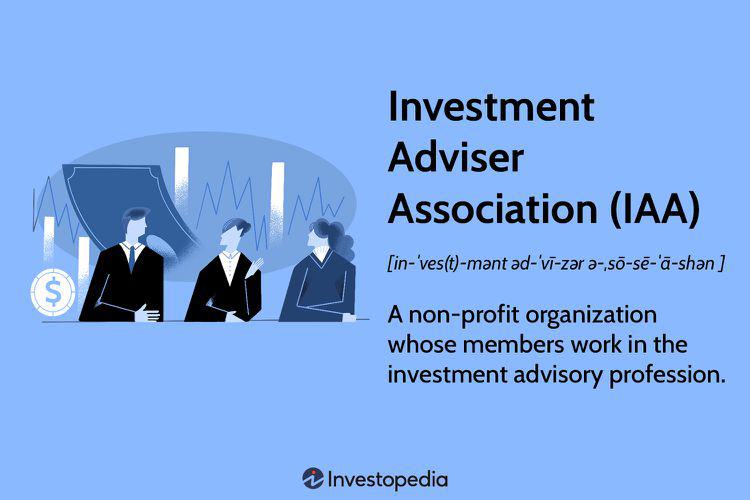 Investment
Adviser
Association (IAA)
[in-ˈves(t)-mənt əd-ˈvī-zər ə-ˌsō-sē-ˈā-shən ]
A non-profit organization
whose members work in the
investment advisory profession.
$
Investopedia